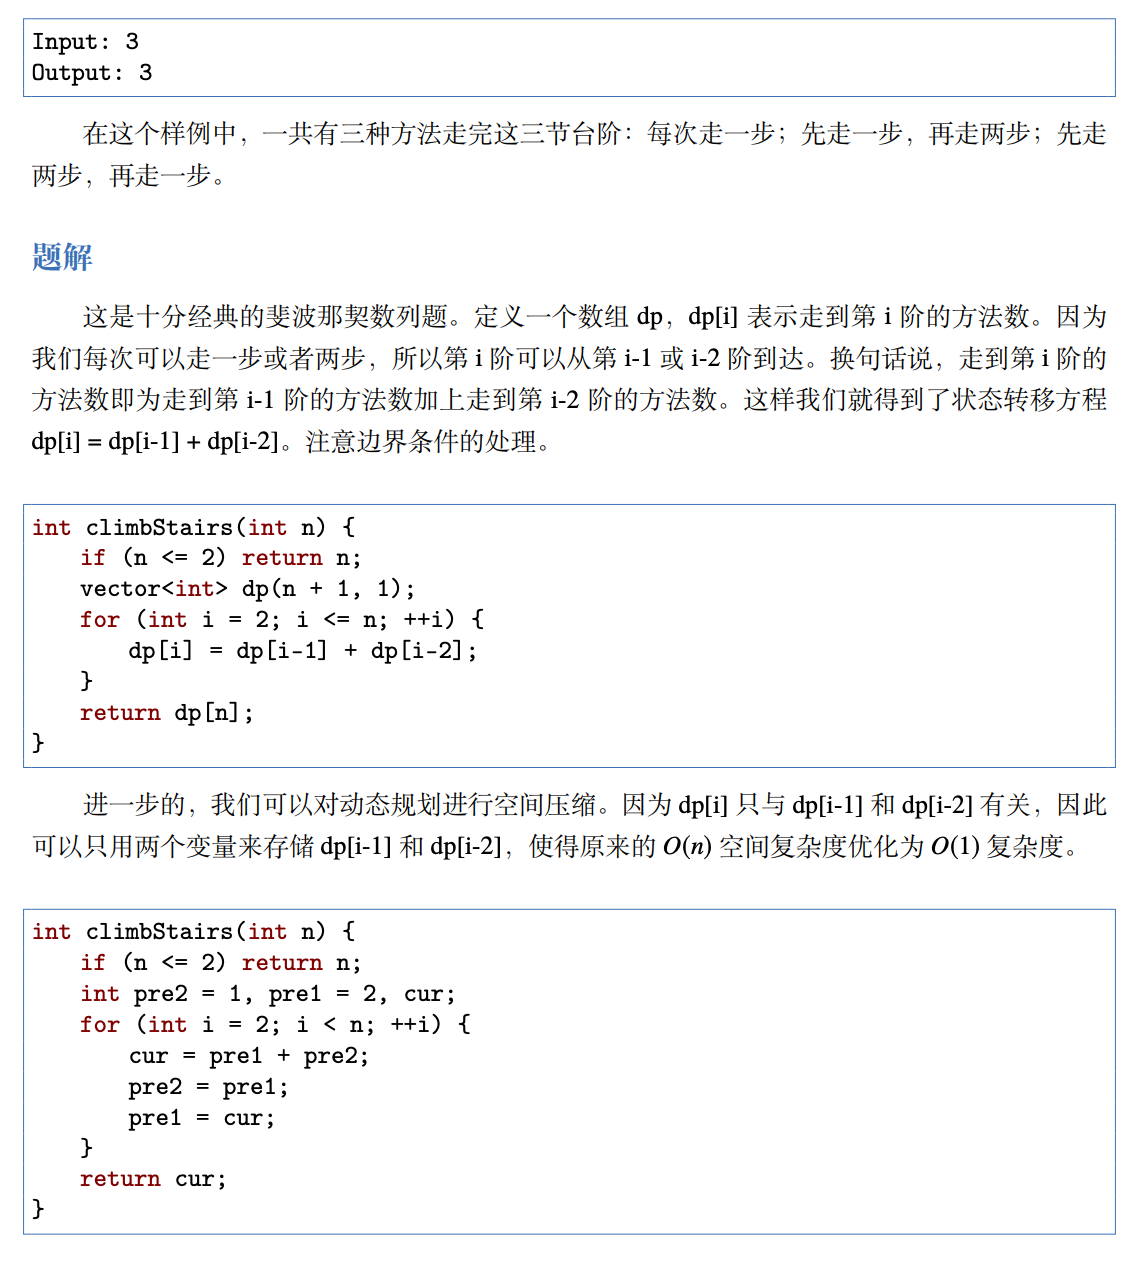 Input: 3
Output: 3
在这个样例中，一共有三种方法走完这三节台阶：每次走一步；先走一步，再走两步；先走
两步，再走一步。
题解
这是十分经典的斐波那契数列题。定义一个数组 dp，dp[i] 表示走到第 i 阶的方法数。因为
我们每次可以走一步或者两步，所以第 i 阶可以从第 i-1 或 i-2 阶到达。换句话说，走到第 i 阶的
方法数即为走到第 i-1 阶的方法数加上走到第 i-2 阶的方法数。这样我们就得到了状态转移方程
dp[i] = dp[i-1] + dp[i-2]。注意边界条件的处理。
int climbStairs(int n) {
    if (n <= 2) return n;
    vector<int> dp(n + 1, 1);
    for (int i = 2; i <= n; ++i) {
        dp[i] = dp[i-1] + dp[i-2];
    }
    return dp[n];
}
进一步的，我们可以对动态规划进行空间压缩。因为 dp[i] 只与 dp[i-1] 和 dp[i-2] 有关，因此
可以只用两个变量来存储 dp[i-1] 和 dp[i-2]，使得原来的 O(n) 空间复杂度优化为 O(1) 复杂度。
int climbStairs(int n) {
    if (n <= 2) return n;
    int pre2 = 1, pre1 = 2, cur;
    for (int i = 2; i < n; ++i) {
        cur = pre1 + pre2;
        pre2 = pre1;
        pre1 = cur;
    }
    return cur;
}